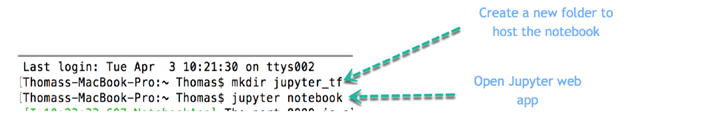 Create a new folder to
host the notebook
Last login: Tue Apr  3 10:21:30 on ttys002
[Thomass-MacBook-Pro:~ Thomas$ mkdir jupyter_tf
[Thomass-MacBook-Pro:~ Thomas$ jupyter notebook
Open Jupyter web
app